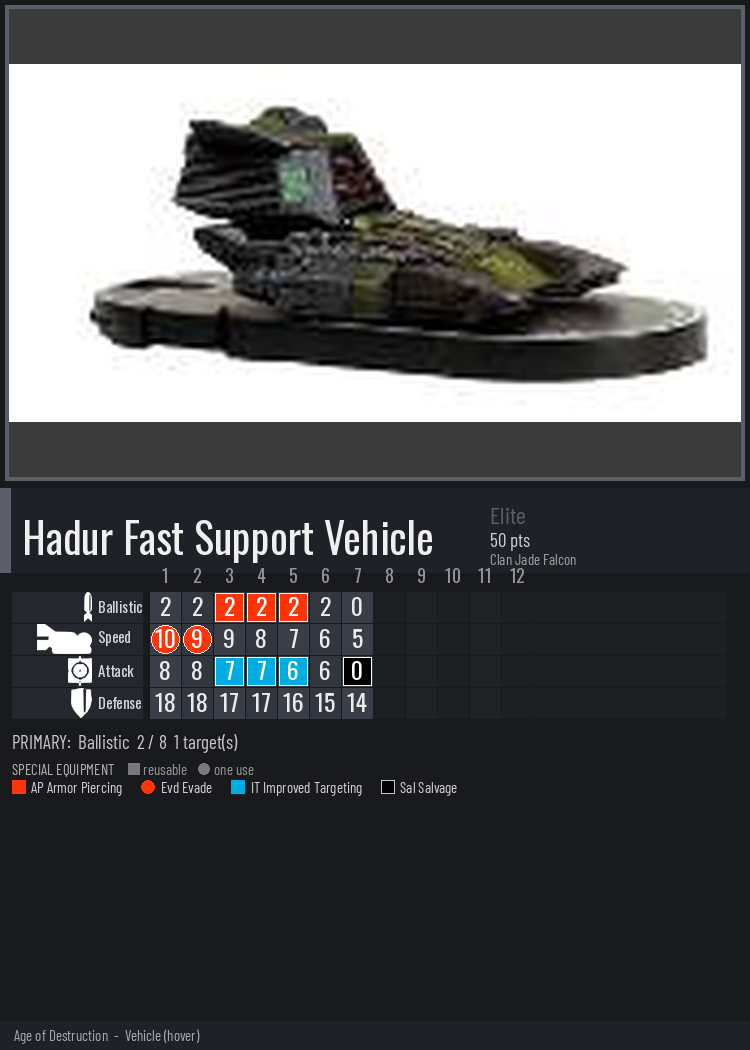 Hadur Fast Support Vehicle
Elite
50 pts
Clan Jade Falcon
1 2 3 4 5 6 7 8 9 10 11 12
Ballistic 2 2 2 2 2 2 0
Speed 10 9 9 8 7 6 5
Attack 8 8 7 7 6 6 0
Defense 18 18 17 17 16 15 14
PRIMARY: Ballistic 2 / 8 1 target(s)
SPECIAL EQUIPMENT reusable one use
AP Armor Piercing Evd Evade IT Improved Targeting Sal Salvage
Age of Destruction - Vehicle (hover)